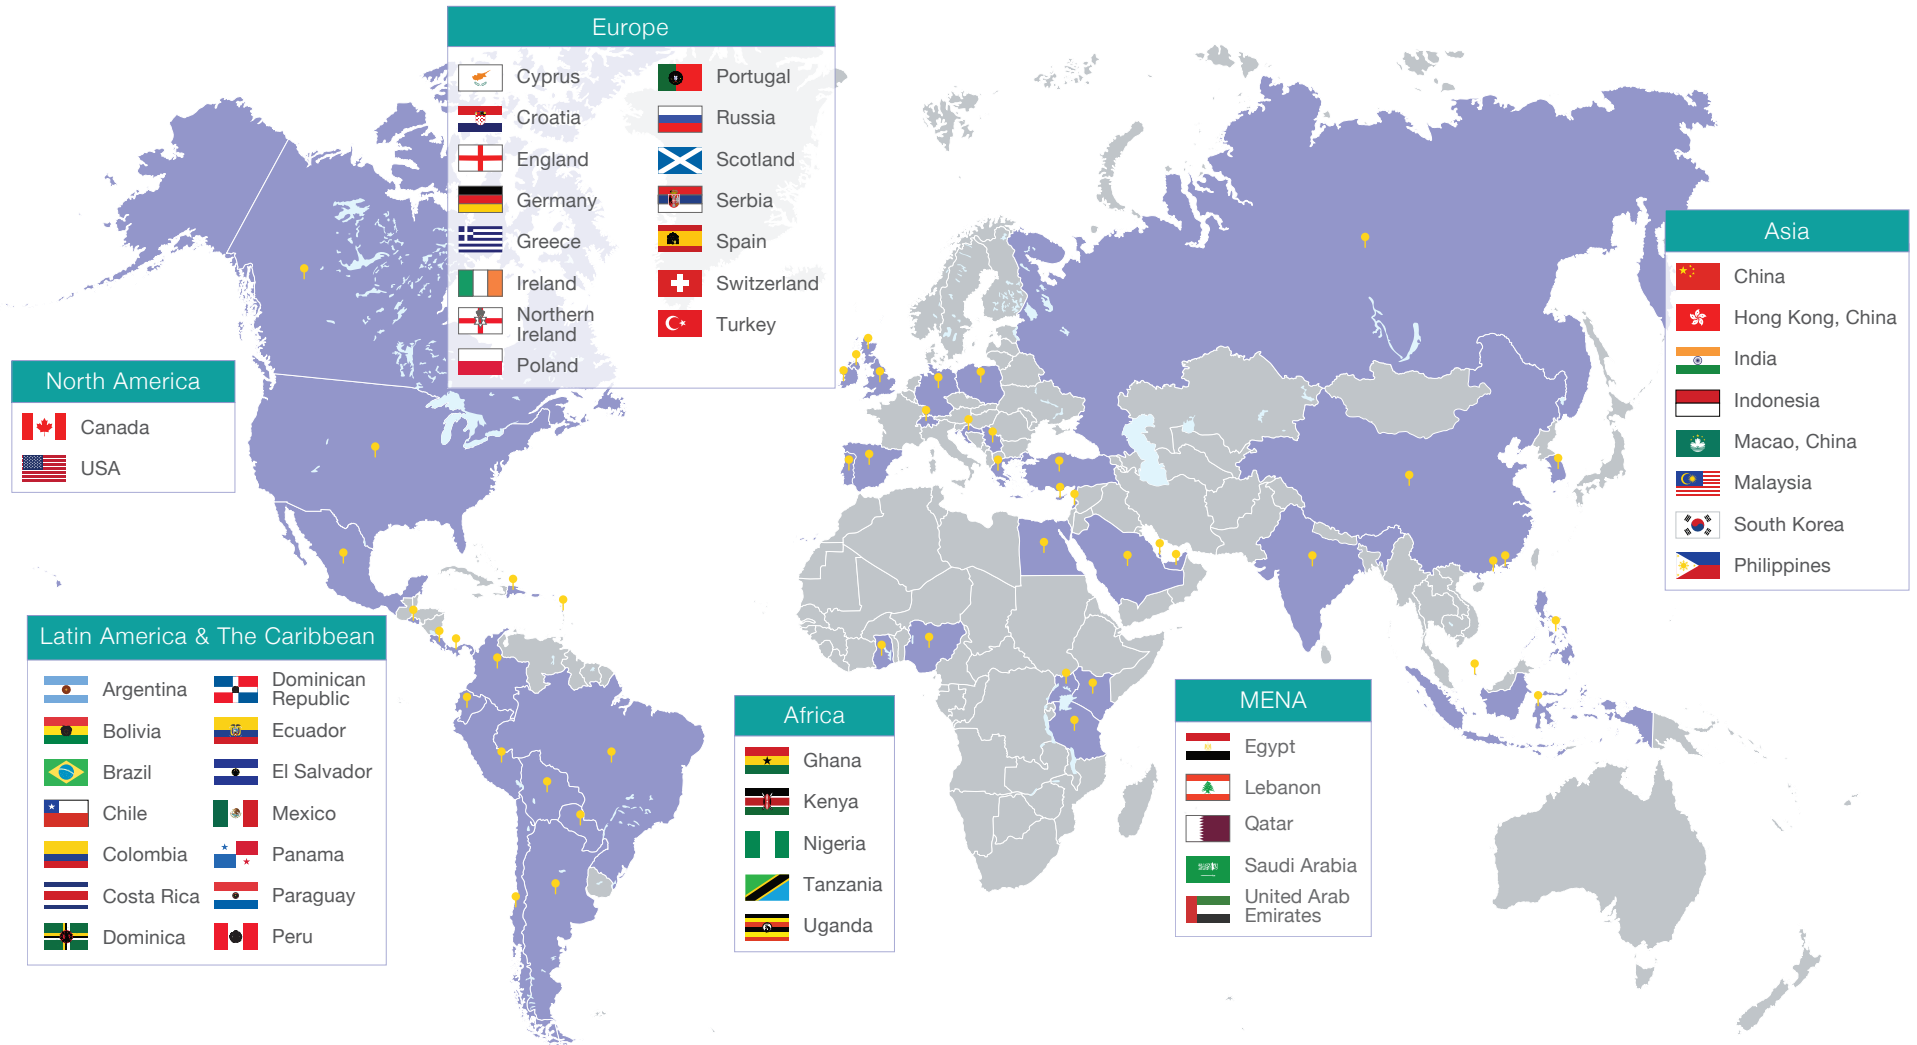 Europe
Cyprus
Croatia
England
Germany
Greece
Ireland
Northern
Ireland
Poland
Portugal
Russia
Scotland
Serbia
Spain
Switzerland
Turkey
Asia
China
Hong Kong, China
India
Indonesia
Macao, China
Malaysia
South Korea
Philippines
North America
Canada
USA
Latin America & The Caribbean
Argentina
Bolivia
Brazil
Chile
Colombia
Costa Rica
Dominica
Dominican
Republic
Ecuador
El Salvador
Mexico
Panama
Paraguay
Peru
Africa
Ghana
Kenya
Nigeria
Tanzania
Uganda
MENA
Egypt
Lebanon
Qatar
Saudi Arabia
United Arab
Emirates